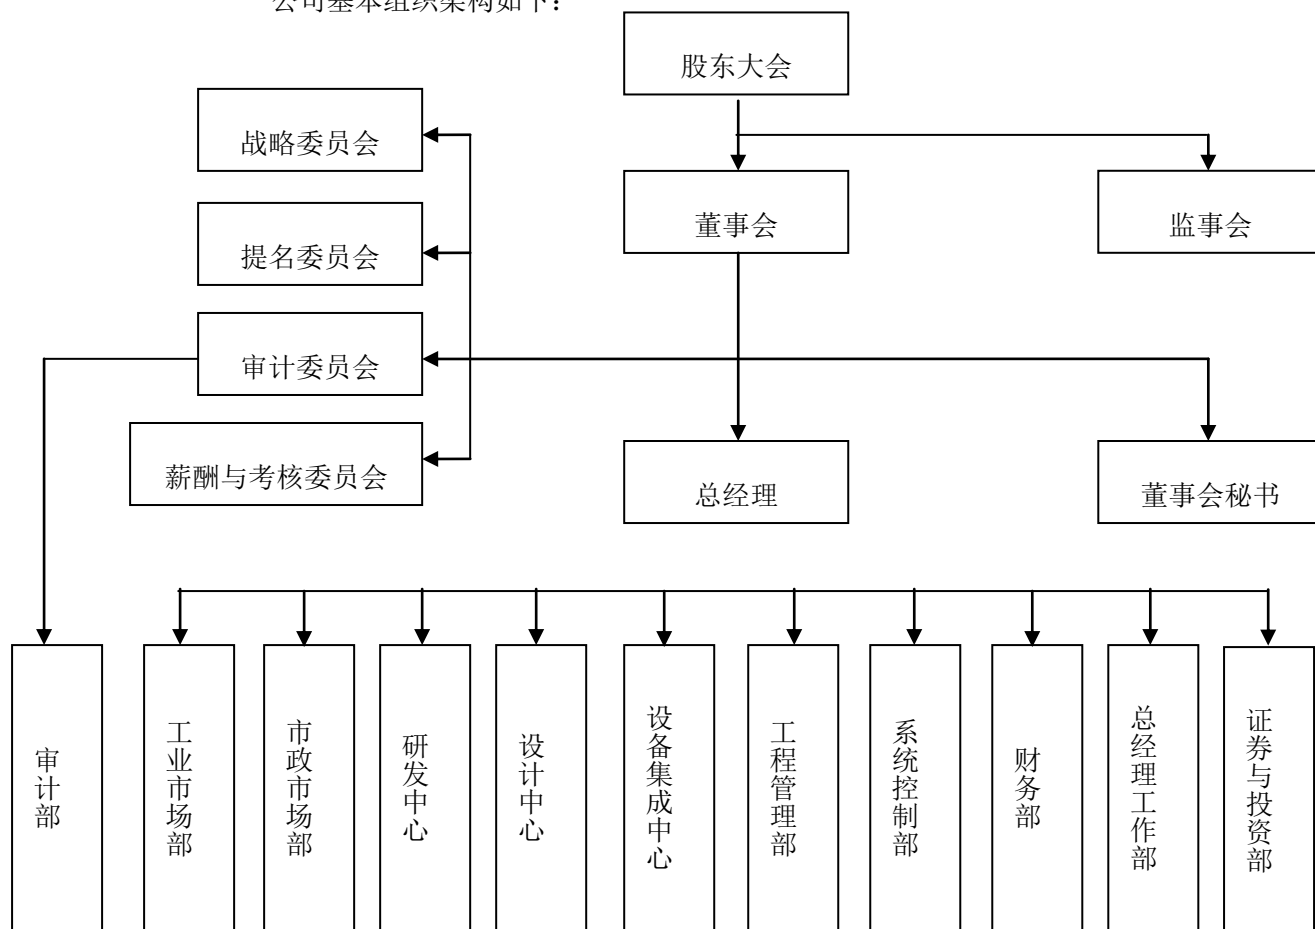 公司基本组织架构如下：
股东大会
战略委员会
董事会
监事会
提名委员会
审计委员会
薪酬与考核委员会
总经理
董事会秘书
审计部
工业市场部
市政市场部
研发中心
设计中心
设备集成中心
工程管理部
系统控制部
财务部
总经理工作部
证券与投资部